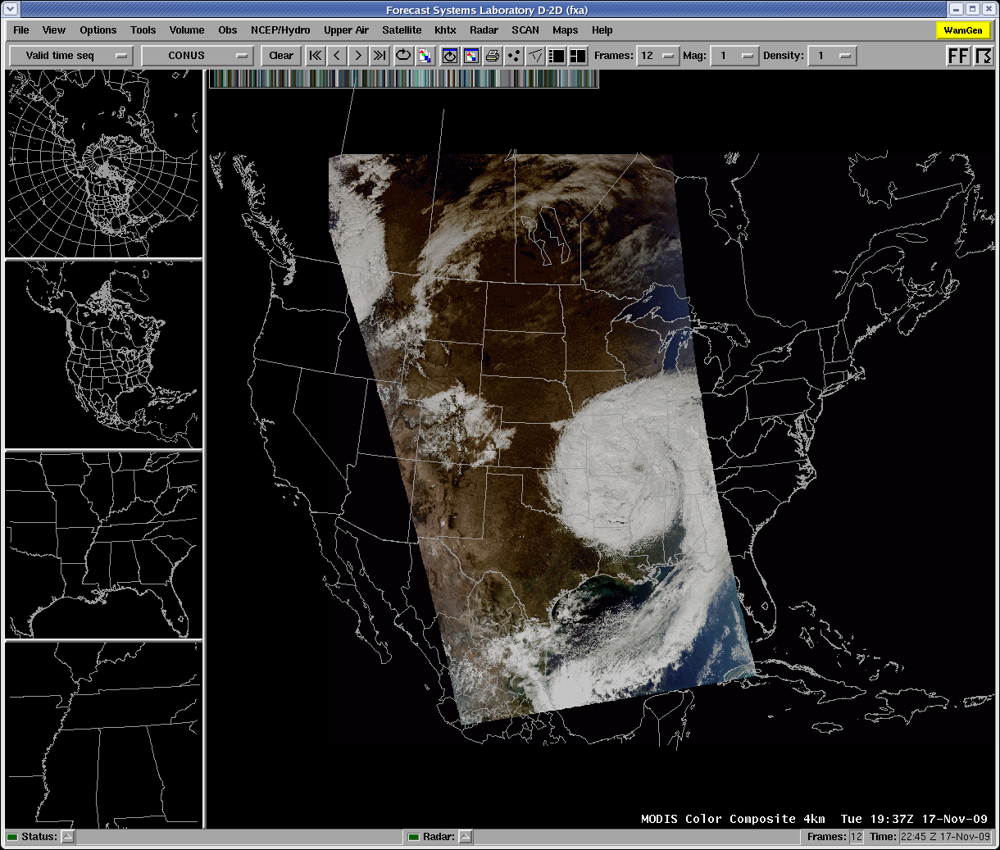 Forecast Systems Laboratory D-2D (fxa)
File View Options Tools Volume Obs NCEP/Hydro Upper Air Satellite khtx Radar SCAN Maps Help WarnGen
Valid time seq CONUS Clear Frames: 12 Mag: 1 Density: 1 FF
MODIS Color Composite 4km Tue 19:37Z 17-Nov-09
Status: Radar: Frames: 12 Time: 22:45 Z 17-Nov-09